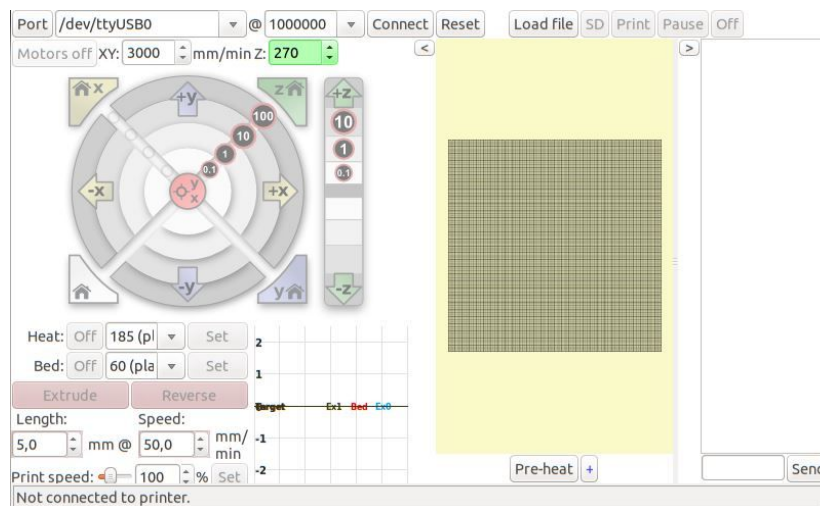 Port /dev/ttyUSB0 @ 1000000 Connect Reset Load file SD Print Pause Off
Motors off XY: 3000 mm/min Z: 270 < >
x +y z +z
100
10 10
1 1
0.1 0.1
-x y x +x
-y y -z
Heat: Off 185 (pl Set
Bed: Off 60 (pla Set
Extrude Reverse
Length: Speed:
5,0 mm @ 50,0 mm/
min
Print speed: 100 % Set
2
1
Target Ex1 Bed Ex0
-1
-2
Pre-heat + Send
Not connected to printer.